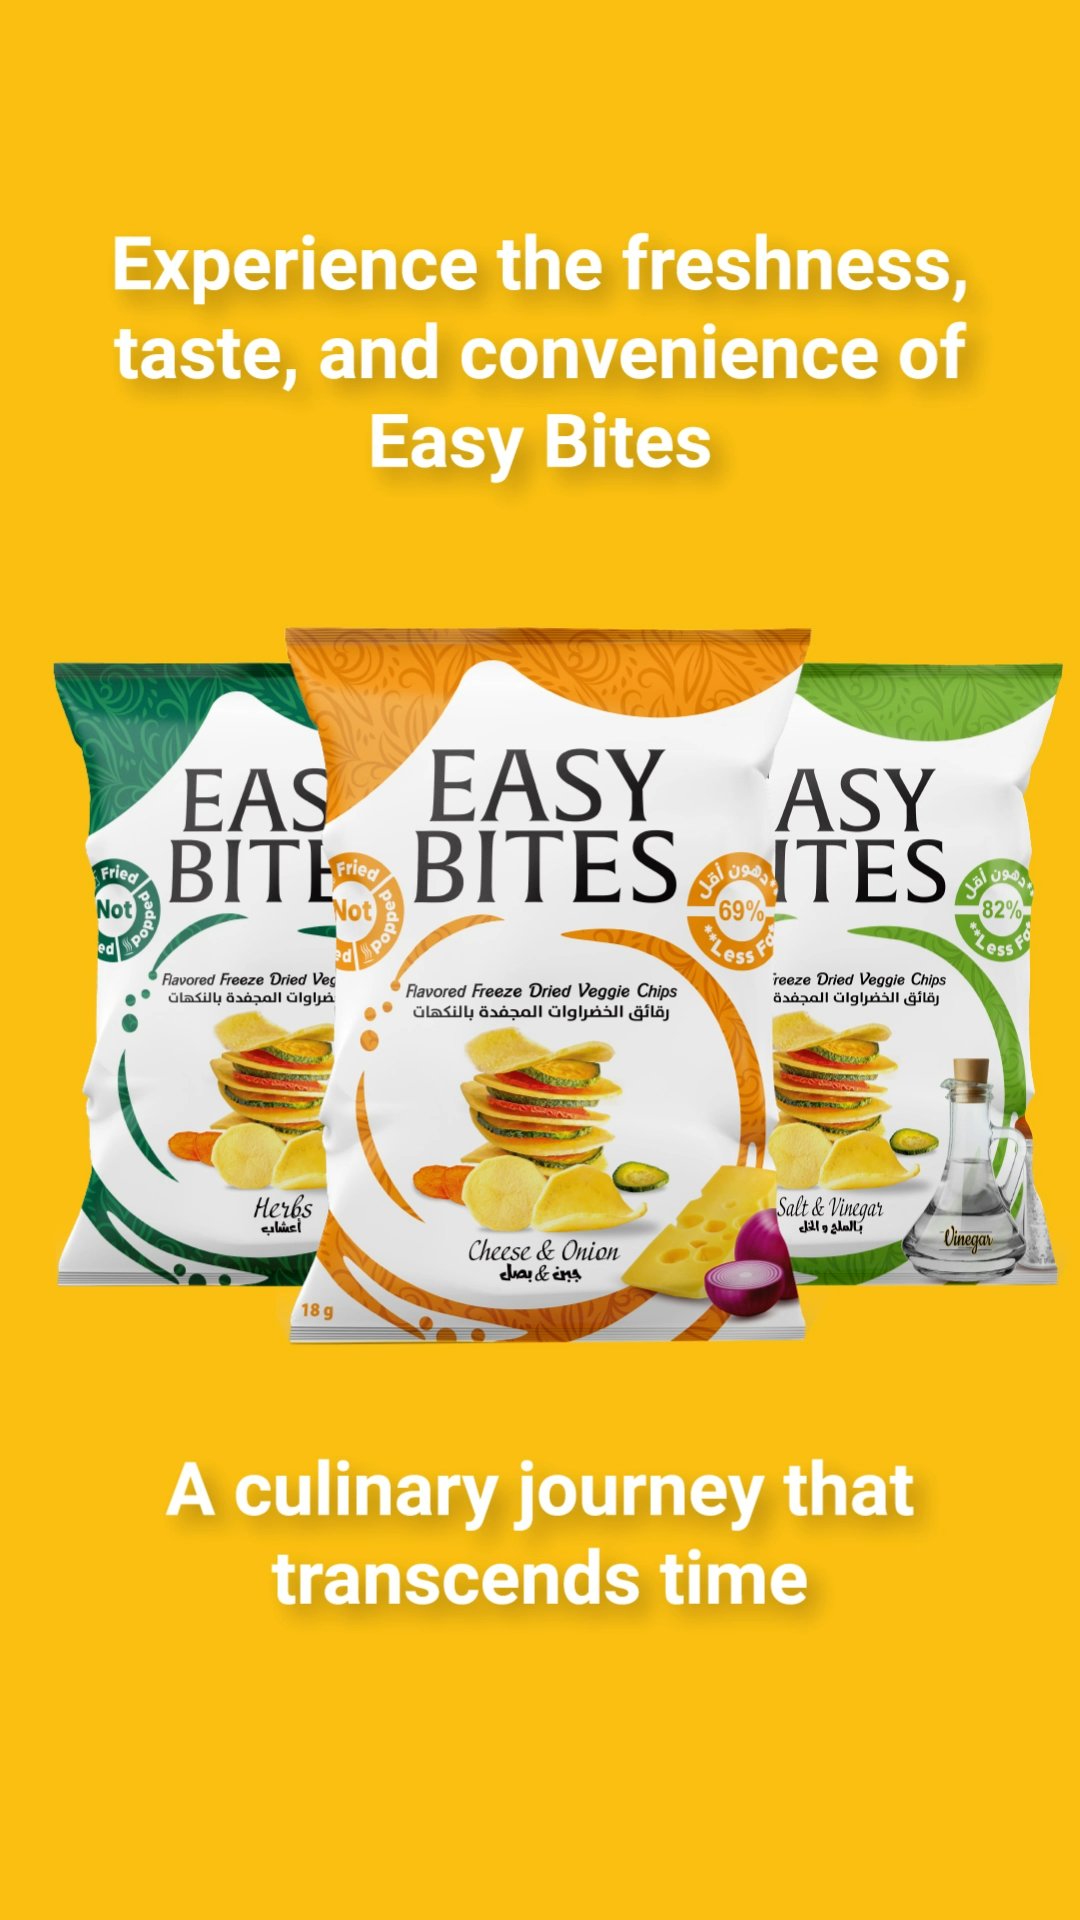 Experience the freshness,
taste, and convenience of
Easy Bites
EAS
BITE
Fried
Not
Popped
ed
Flavored Freeze Dried Veg
رقائق الخضراوات المجفدة بالنكهات
Herbs
أعشاب
EASY
BITES
Fried
Not
Popped
ed
دهون أقل
69%
**Less Fa
Flavored Freeze Dried Veggie Chips
رقائق الخضراوات المجفدة بالنكهات
Cheese & Onion
جبن & بصل
18 g
ASY
ITES
دهون أقل
82%
**Less Fa
reeze Dried Veggie Chips
رقائق الخضراوات المجفدة
Salt & Vinegar
بالملح و الخل
Vinegar
A culinary journey that
transcends time